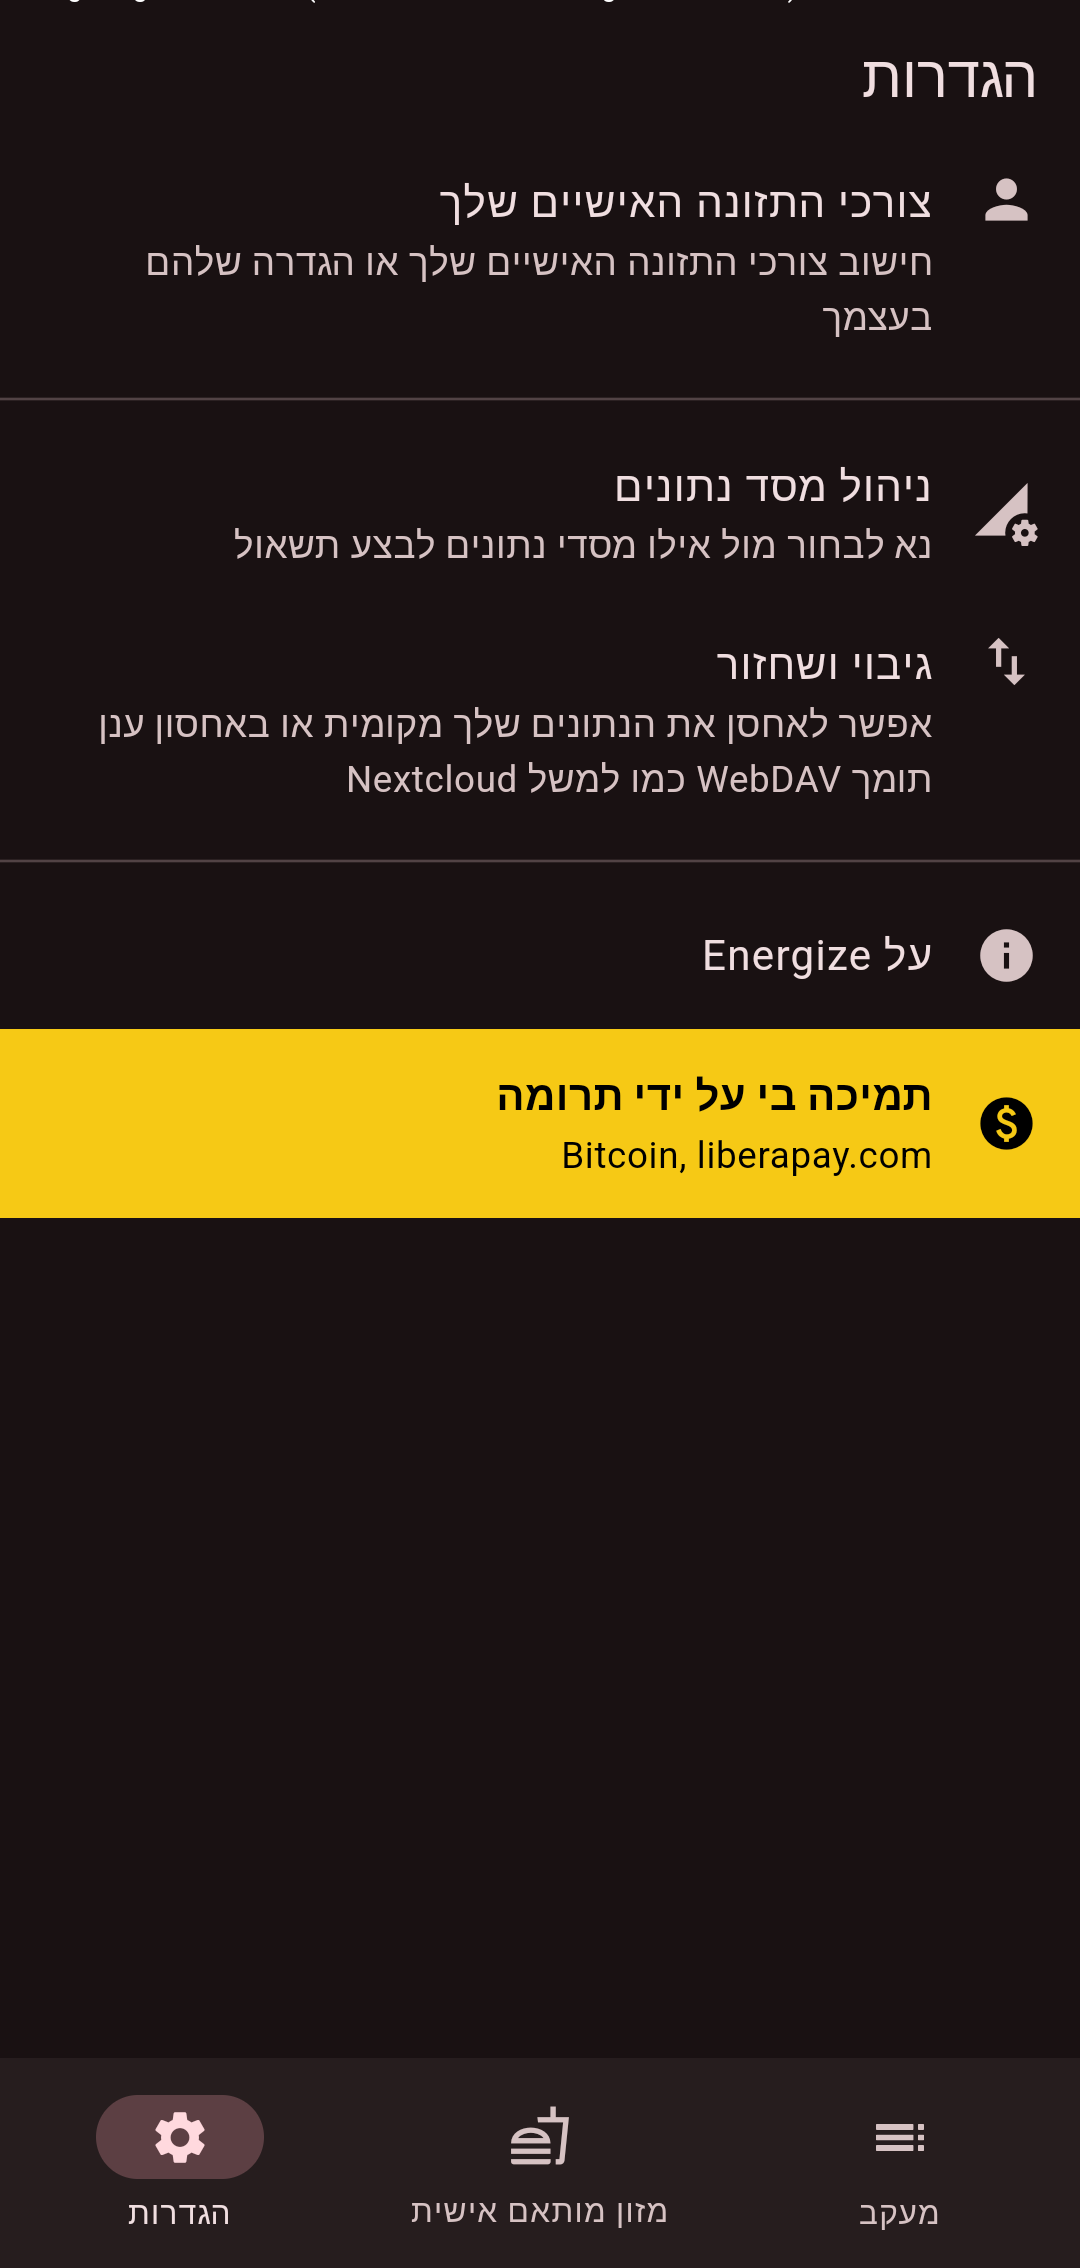 הגדרות
צורכי התזונה האישיים שלך
חישוב צורכי התזונה האישיים שלך או הגדרה שלהם
בעצמך
ניהול מסד נתונים
נא לבחור מול אילו מסדי נתונים לבצע תשאול
גיבוי ושחזור
אפשר לאחסן את הנתונים שלך מקומית או באחסון ענן
תומך WebDAV כמו למשל Nextcloud
על Energize
תמיכה בי על ידי תרומה
Bitcoin, liberapay.com
מעקב
מזון מותאם אישית
הגדרות